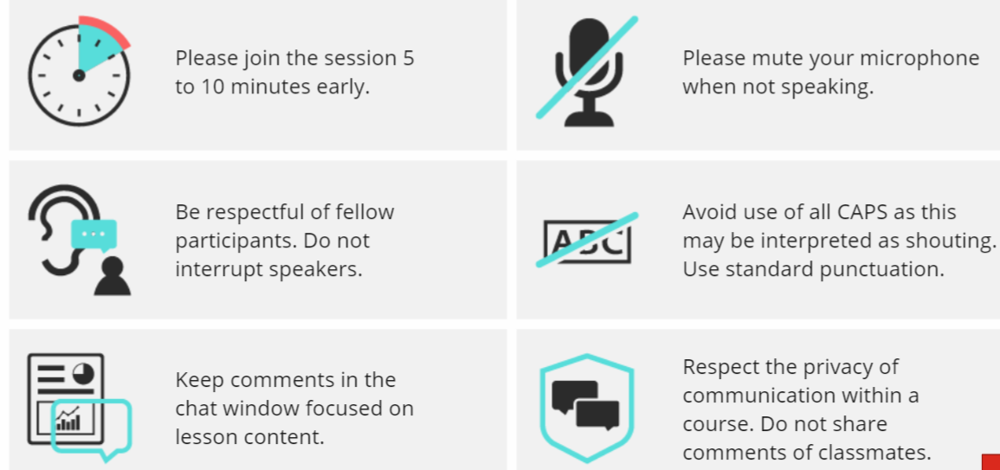 Please join the session 5
to 10 minutes early.
Please mute your microphone
when not speaking.
Be respectful of fellow
participants. Do not
interrupt speakers.
ABC
Avoid use of all CAPS as this
may be interpreted as shouting.
Use standard punctuation.
Keep comments in the
chat window focused on
lesson content.
Respect the privacy of
communication within a
course. Do not share
comments of classmates.